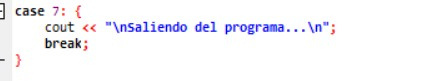 case 7: {
cout << "\nSaliendo del programa...\n";
break;
}